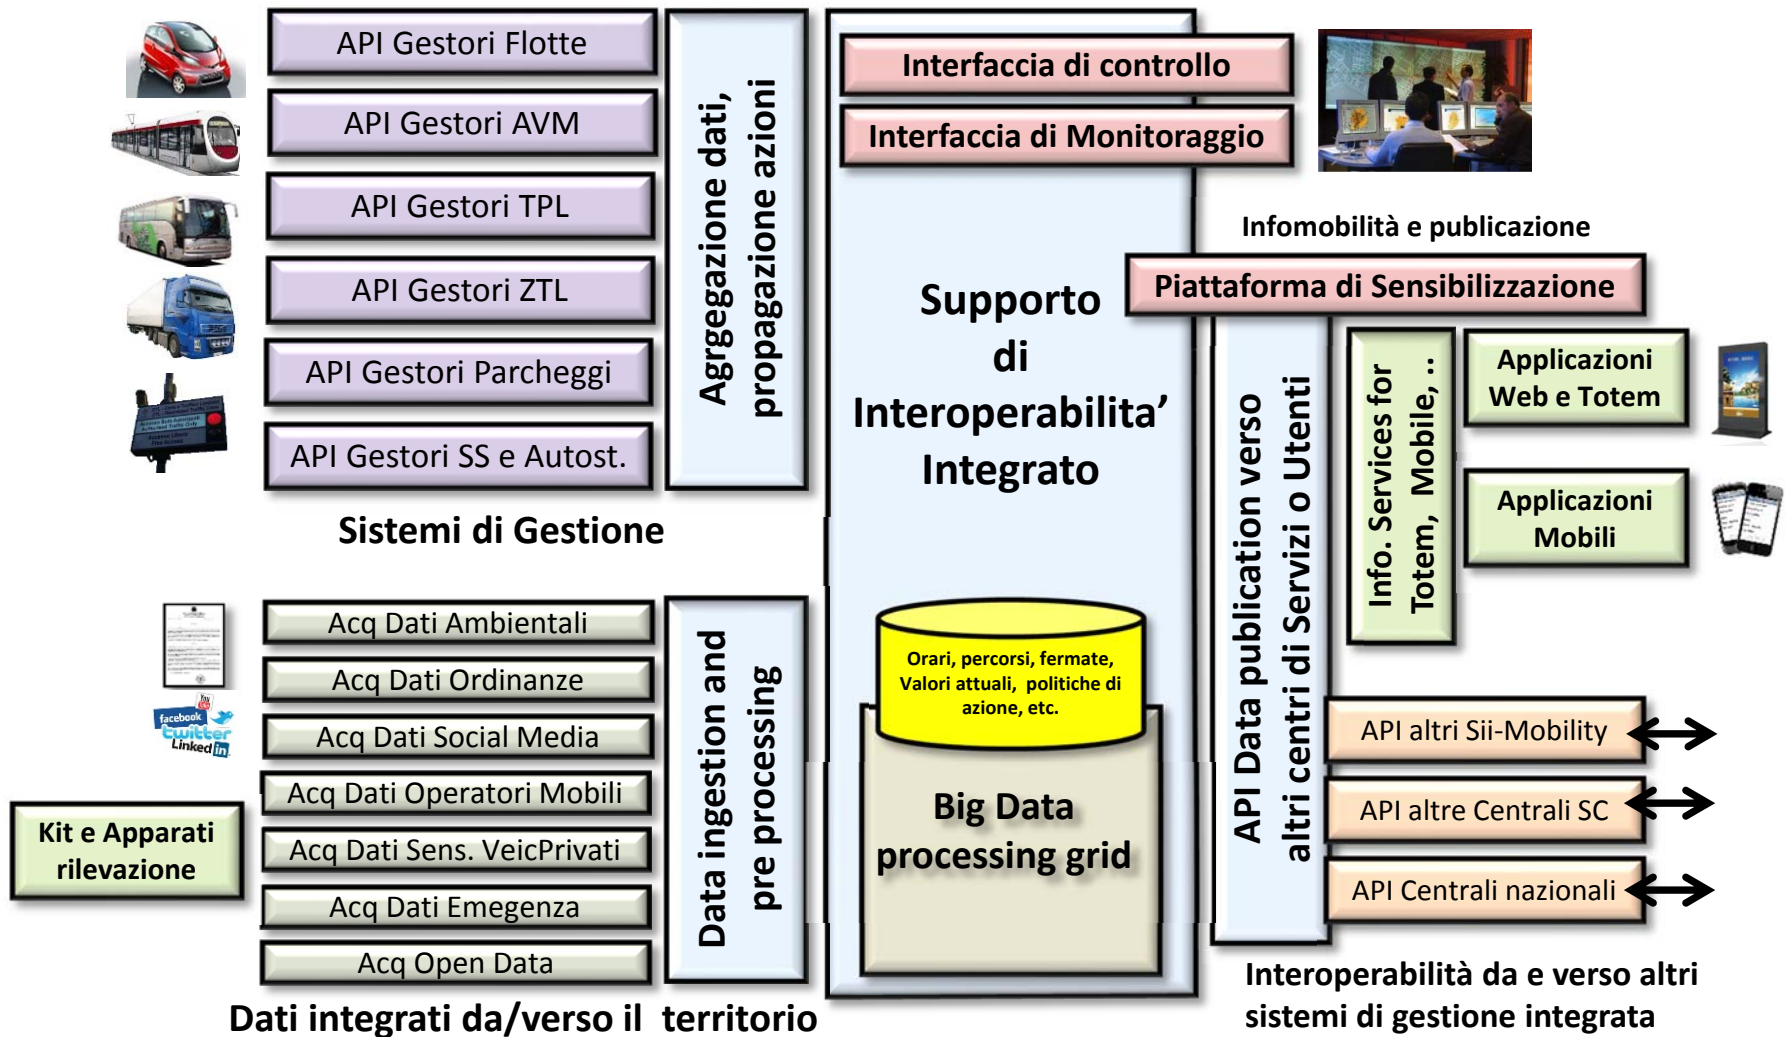 API Gestori Flotte
API Gestori AVM
API Gestori TPL
API Gestori ZTL
API Gestori Parcheggi
API Gestori SS e Autost.
Sistemi di Gestione
Agrgegazione dati,
propagazione azioni
Interfaccia di controllo
Interfaccia di Monitoraggio
Supporto
di
Interoperabilita’
Integrato
Infomobilità e publicazione
Piattaforma di Sensibilizzazione
API Data publication verso
altri centri di Servizi o Utenti
Info. Services for
Totem, Mobile, ..
Applicazioni
Web e Totem
Applicazioni
Mobili
You
facebook
twitter
Linked in
Kit e Apparati
rilevazione
Acq Dati Ambientali
Acq Dati Ordinanze
Acq Dati Social Media
Acq Dati Operatori Mobili
Acq Dati Sens. VeicPrivati
Acq Dati Emegenza
Acq Open Data
Dati integrati da/verso il territorio
Data ingestion and
pre processing
Orari, percorsi, fermate,
Valori attuali, politiche di
azione, etc.
Big Data
processing grid
API altri Sii-Mobility
API altre Centrali SC
API Centrali nazionali
Interoperabilità da e verso altri
sistemi di gestione integrata